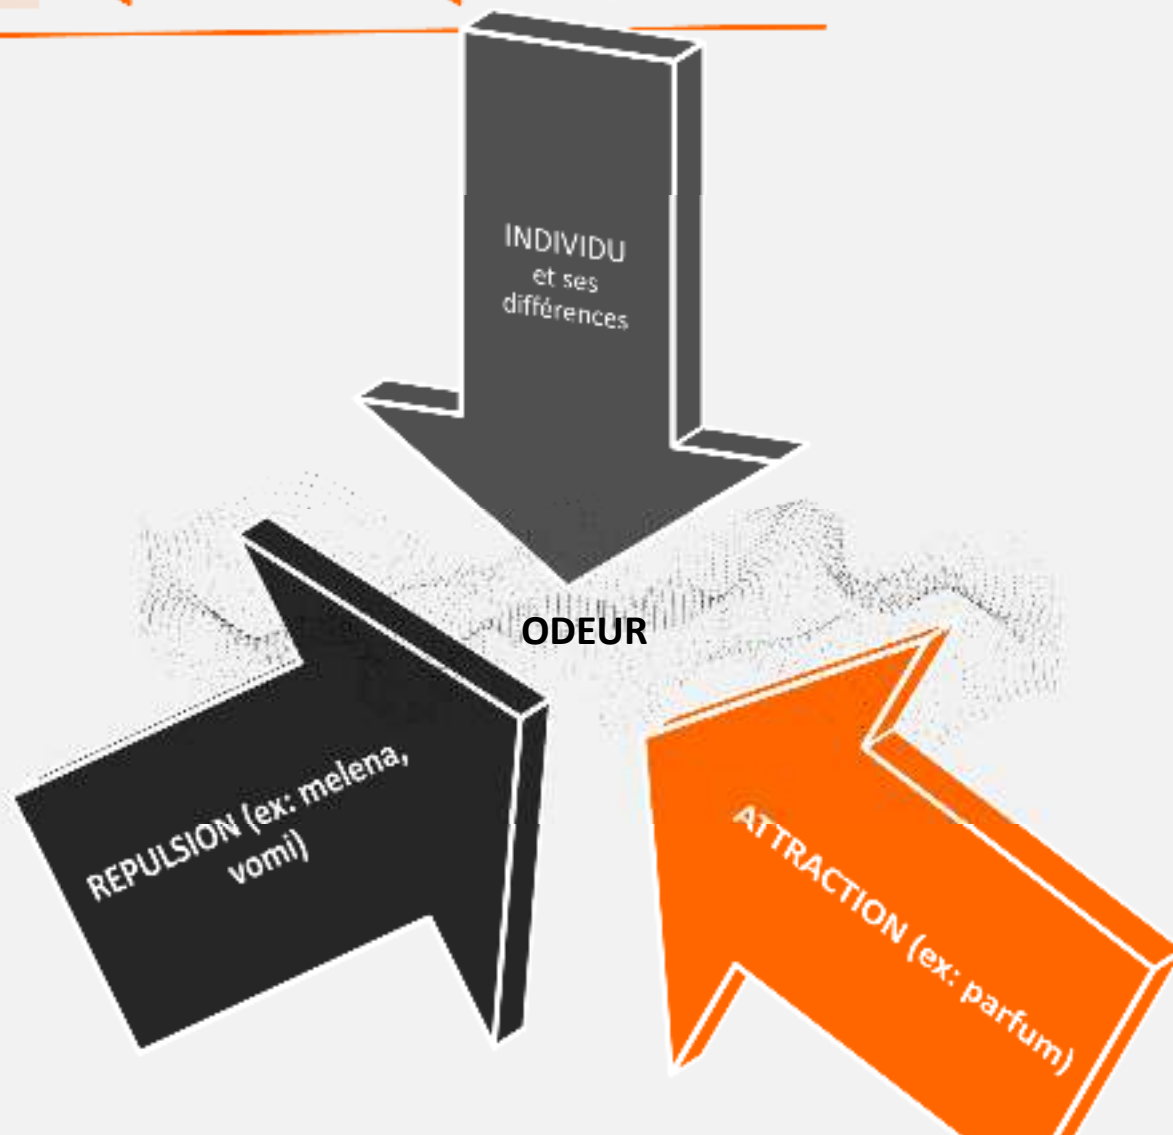 INDIVIDU
et ses
différences
ODEUR
REPULSION (ex: melena,
vomi)
ATTRACTION (ex: parfum)